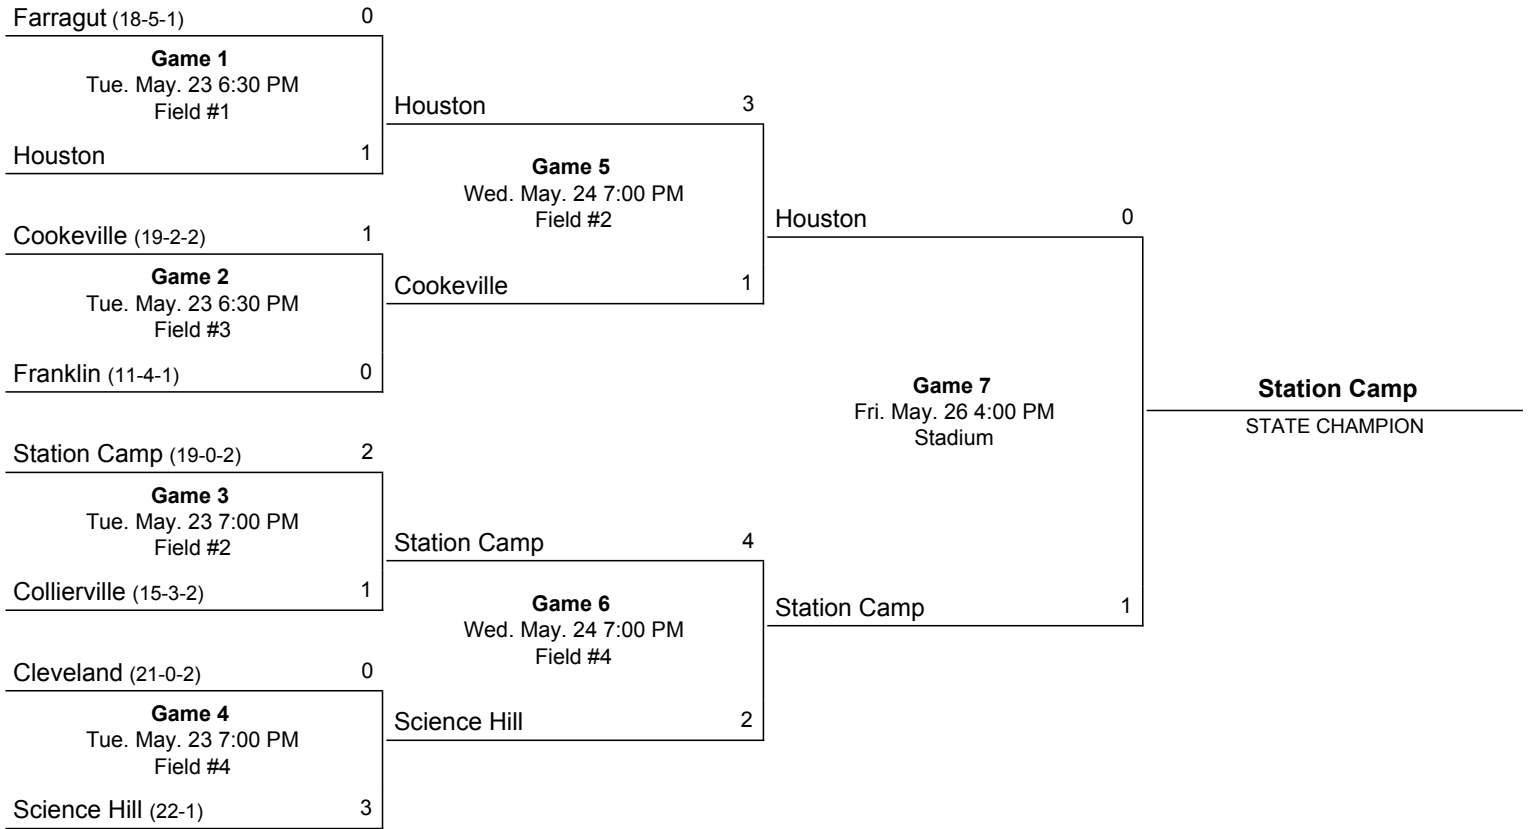 Farragut (18-5-1) 0
Game 1
Tue. May. 23 6:30 PM
Field #1
Houston 1
Cookeville (19-2-2) 1
Game 2
Tue. May. 23 6:30 PM
Field #3
Franklin (11-4-1) 0
Station Camp (19-0-2) 2
Game 3
Tue. May. 23 7:00 PM
Field #2
Collierville (15-3-2) 1
Cleveland (21-0-2) 0
Game 4
Tue. May. 23 7:00 PM
Field #4
Science Hill (22-1) 3
Houston 3
Game 5
Wed. May. 24 7:00 PM
Field #2
Cookeville 1
Station Camp 4
Game 6
Wed. May. 24 7:00 PM
Field #4
Science Hill 2
Houston 0
Game 7
Fri. May. 26 4:00 PM
Stadium
Station Camp 1
Station Camp
STATE CHAMPION